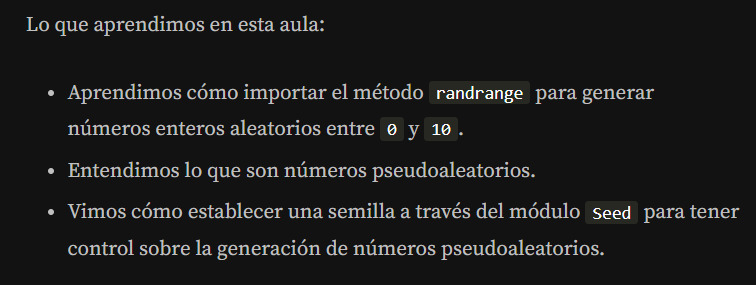 Lo que aprendimos en esta aula:
• Aprendimos cómo importar el método randrange para generar
números enteros aleatorios entre 0 y 10.
• Entendimos lo que son números pseudoaleatorios.
• Vimos cómo establecer una semilla a través del módulo Seed para tener
control sobre la generación de números pseudoaleatorios.